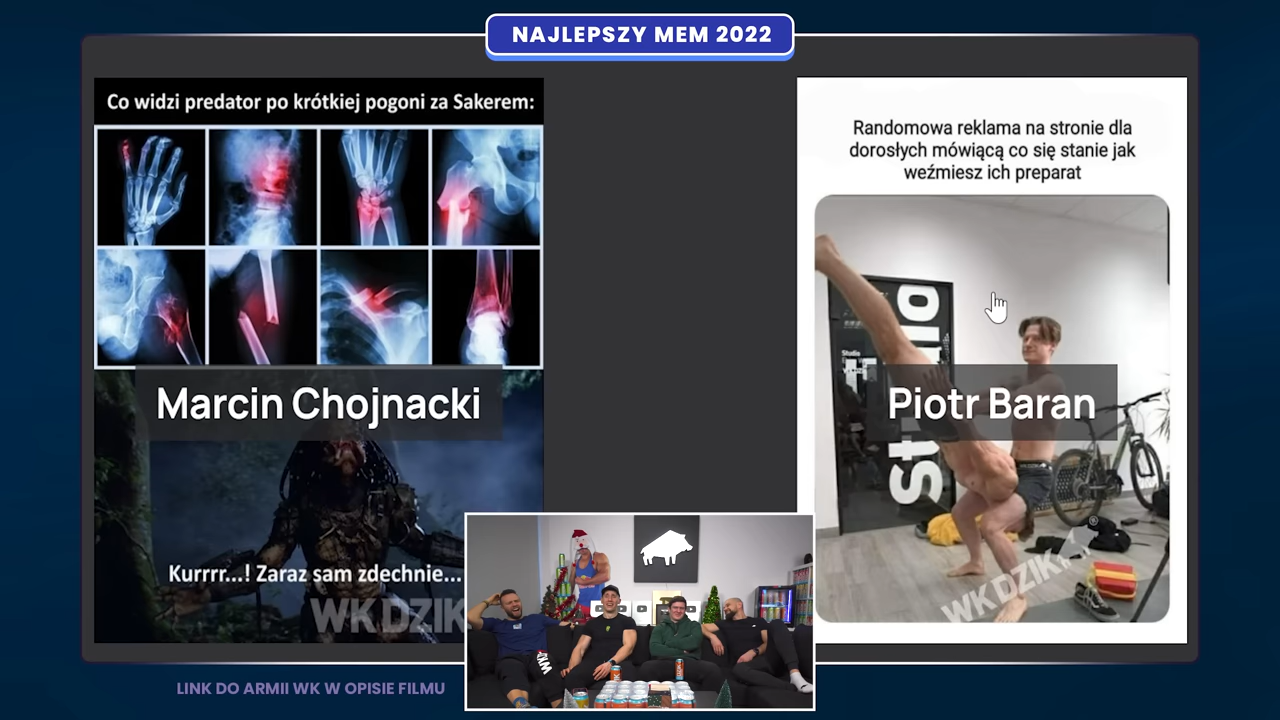 NAJLEPSZY MEM 2022
Co widzi predator po krótkiej pogoni za Sakerem:
Marcin Chojnacki
Kurrrr...! Zaraz sam zdechnie...
WK DZIK
Randomowa reklama na stronie dla
dorosłych mówiącą co się stanie jak
weźmiesz ich preparat
Studio
Studio
Piotr Baran
WK DZIK
LINK DO ARMII WK W OPISIE FILMU